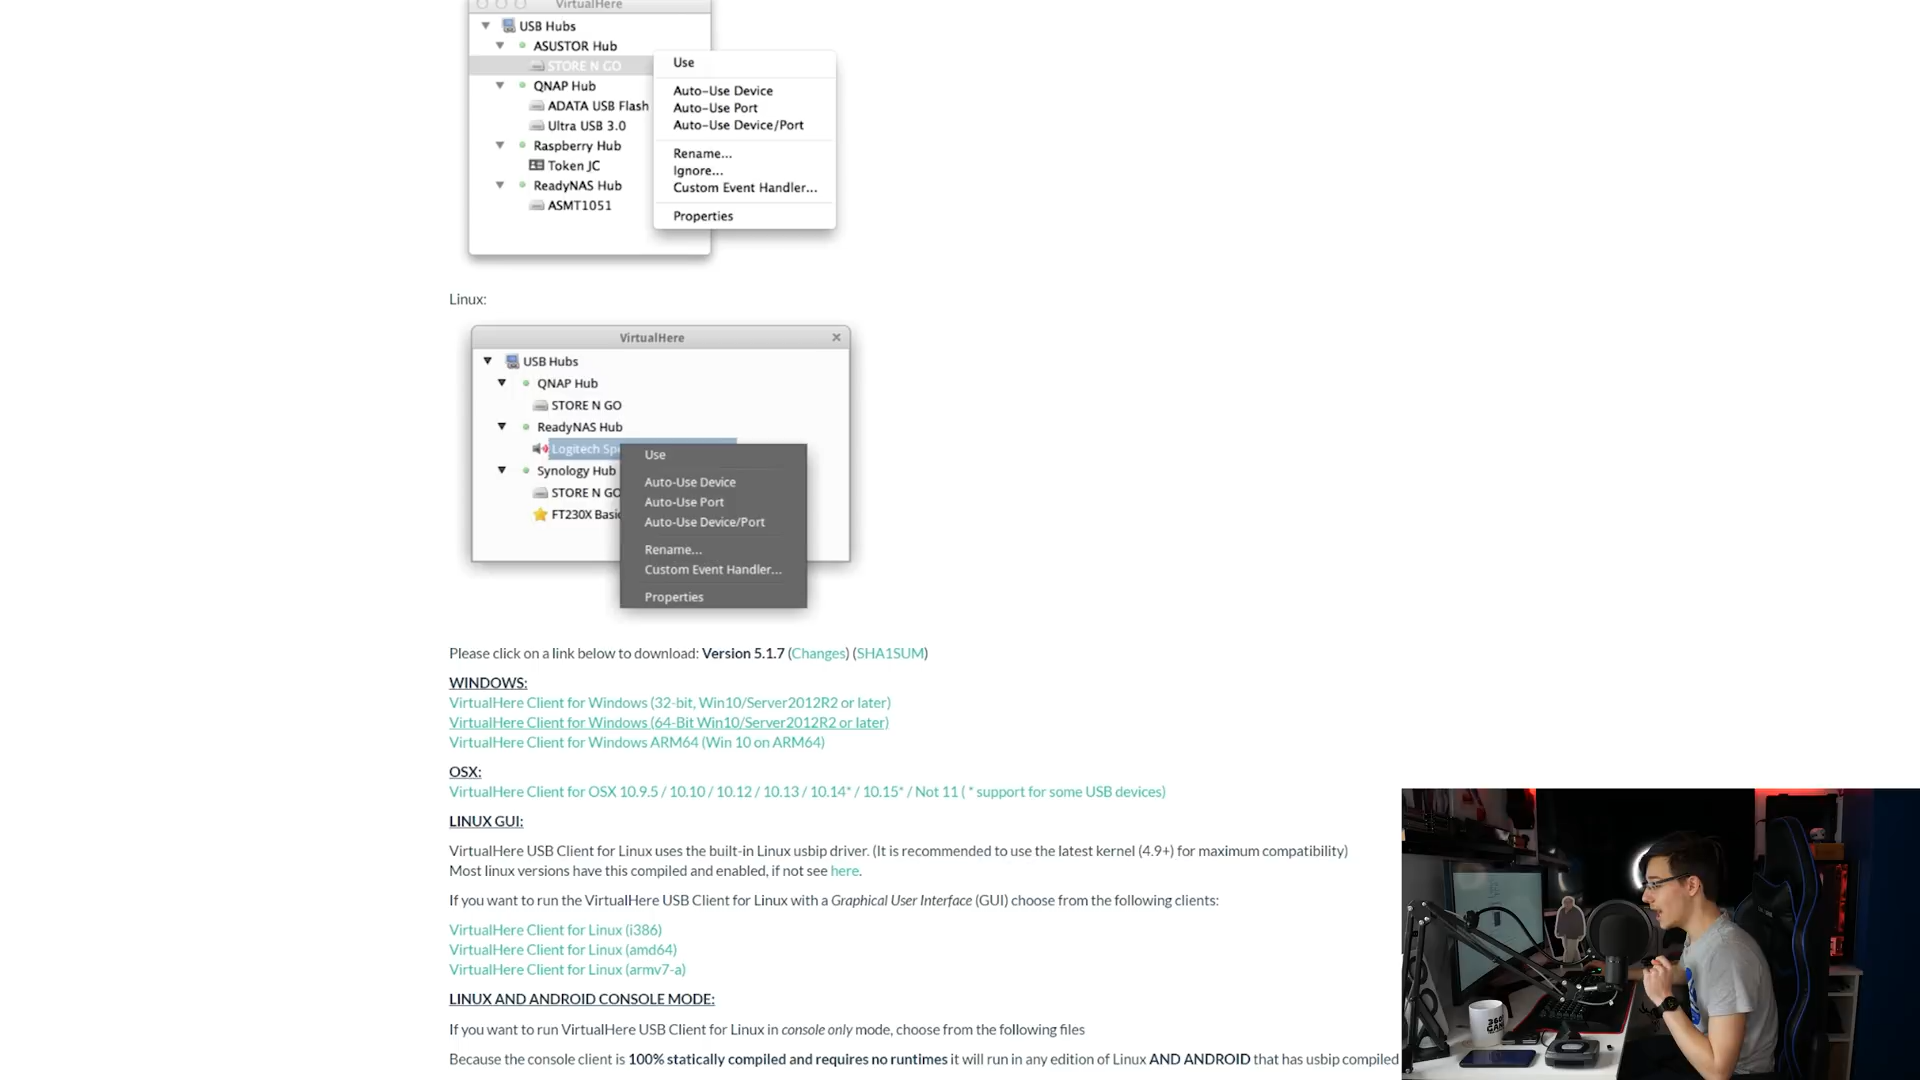 VirtualHere
USB Hubs
ASUSTOR Hub
STORE N GO
QNAP Hub
ADATA USB Flash
Ultra USB 3.0
Raspberry Hub
Token JC
ReadyNAS Hub
ASMT1051
Use
Auto-Use Device
Auto-Use Port
Auto-Use Device/Port
Rename...
Ignore...
Custom Event Handler...
Properties
Linux:
VirtualHere
USB Hubs
QNAP Hub
STORE N GO
ReadyNAS Hub
Logitech
Synology Hub
STORE N GO
FT230X
Use
Auto-Use Device
Auto-Use Port
Auto-Use Device/Port
Rename...
Custom Event Handler...
Properties
Please click on a link below to download: Version 5.1.7 (Changes) (SHA1SUM)
WINDOWS:
VirtualHere Client for Windows (32-bit, Win10/Server2012R2 or later)
VirtualHere Client for Windows (64-Bit Win10/Server2012R2 or later)
VirtualHere Client for Windows ARM64 (Win 10 on ARM64)
OSX:
VirtualHere Client for OSX 10.9.5 / 10.10 / 10.12 / 10.13 / 10.14* / 10.15* / Not 11 ( * support for some USB devices)
LINUX GUI:
VirtualHere USB Client for Linux uses the built-in Linux usbip driver. (It is recommended to use the latest kernel (4.9+) for maximum compatibility)
Most linux versions have this compiled and enabled, if not see here.
If you want to run the VirtualHere USB Client for Linux with a Graphical User Interface (GUI) choose from the following clients:
VirtualHere Client for Linux (i386)
VirtualHere Client for Linux (amd64)
VirtualHere Client for Linux (armv7-a)
LINUX AND ANDROID CONSOLE MODE:
If you want to run VirtualHere USB Client for Linux in console only mode, choose from the following files
Because the console client is 100% statically compiled and requires no runtimes it will run in any edition of Linux AND ANDROID that has usbip compiled